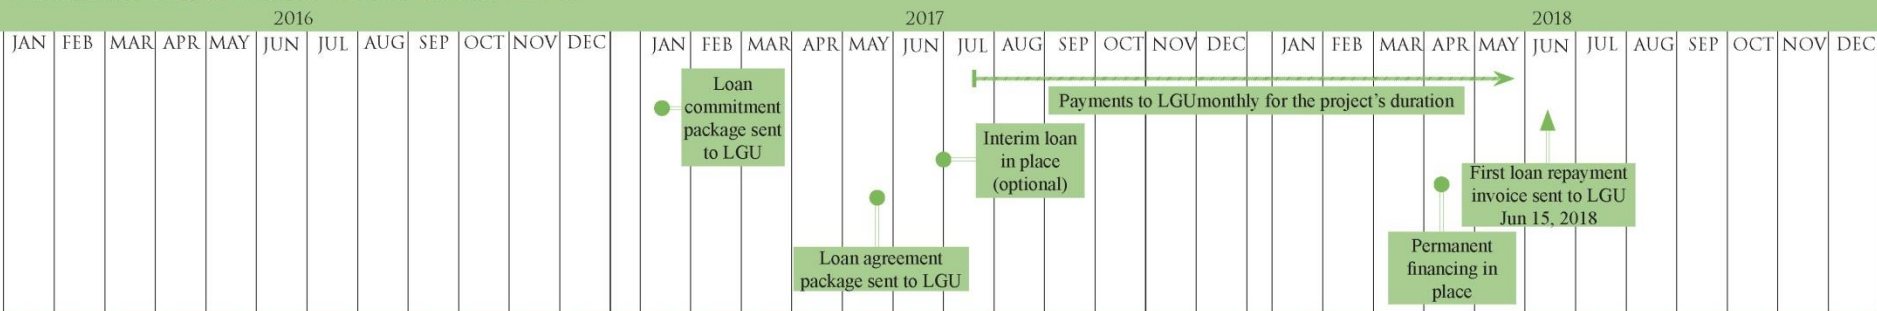 2016 2017 2018
JAN FEB MAR APR MAY JUN JUL AUG SEP OCT NOV DEC JAN FEB MAR APR MAY JUN JUL AUG SEP OCT NOV DEC JAN FEB MAR APR MAY JUN JUL AUG SEP OCT NOV DEC
Loan
commitment
package sent
to LGU
Payments to LGUmonthly for the project's duration
Interim loan
in place
(optional)
First loan repayment
invoice sent to LGU
Jun 15, 2018
Loan agreement
package sent to LGU
Permanent
financing in
place